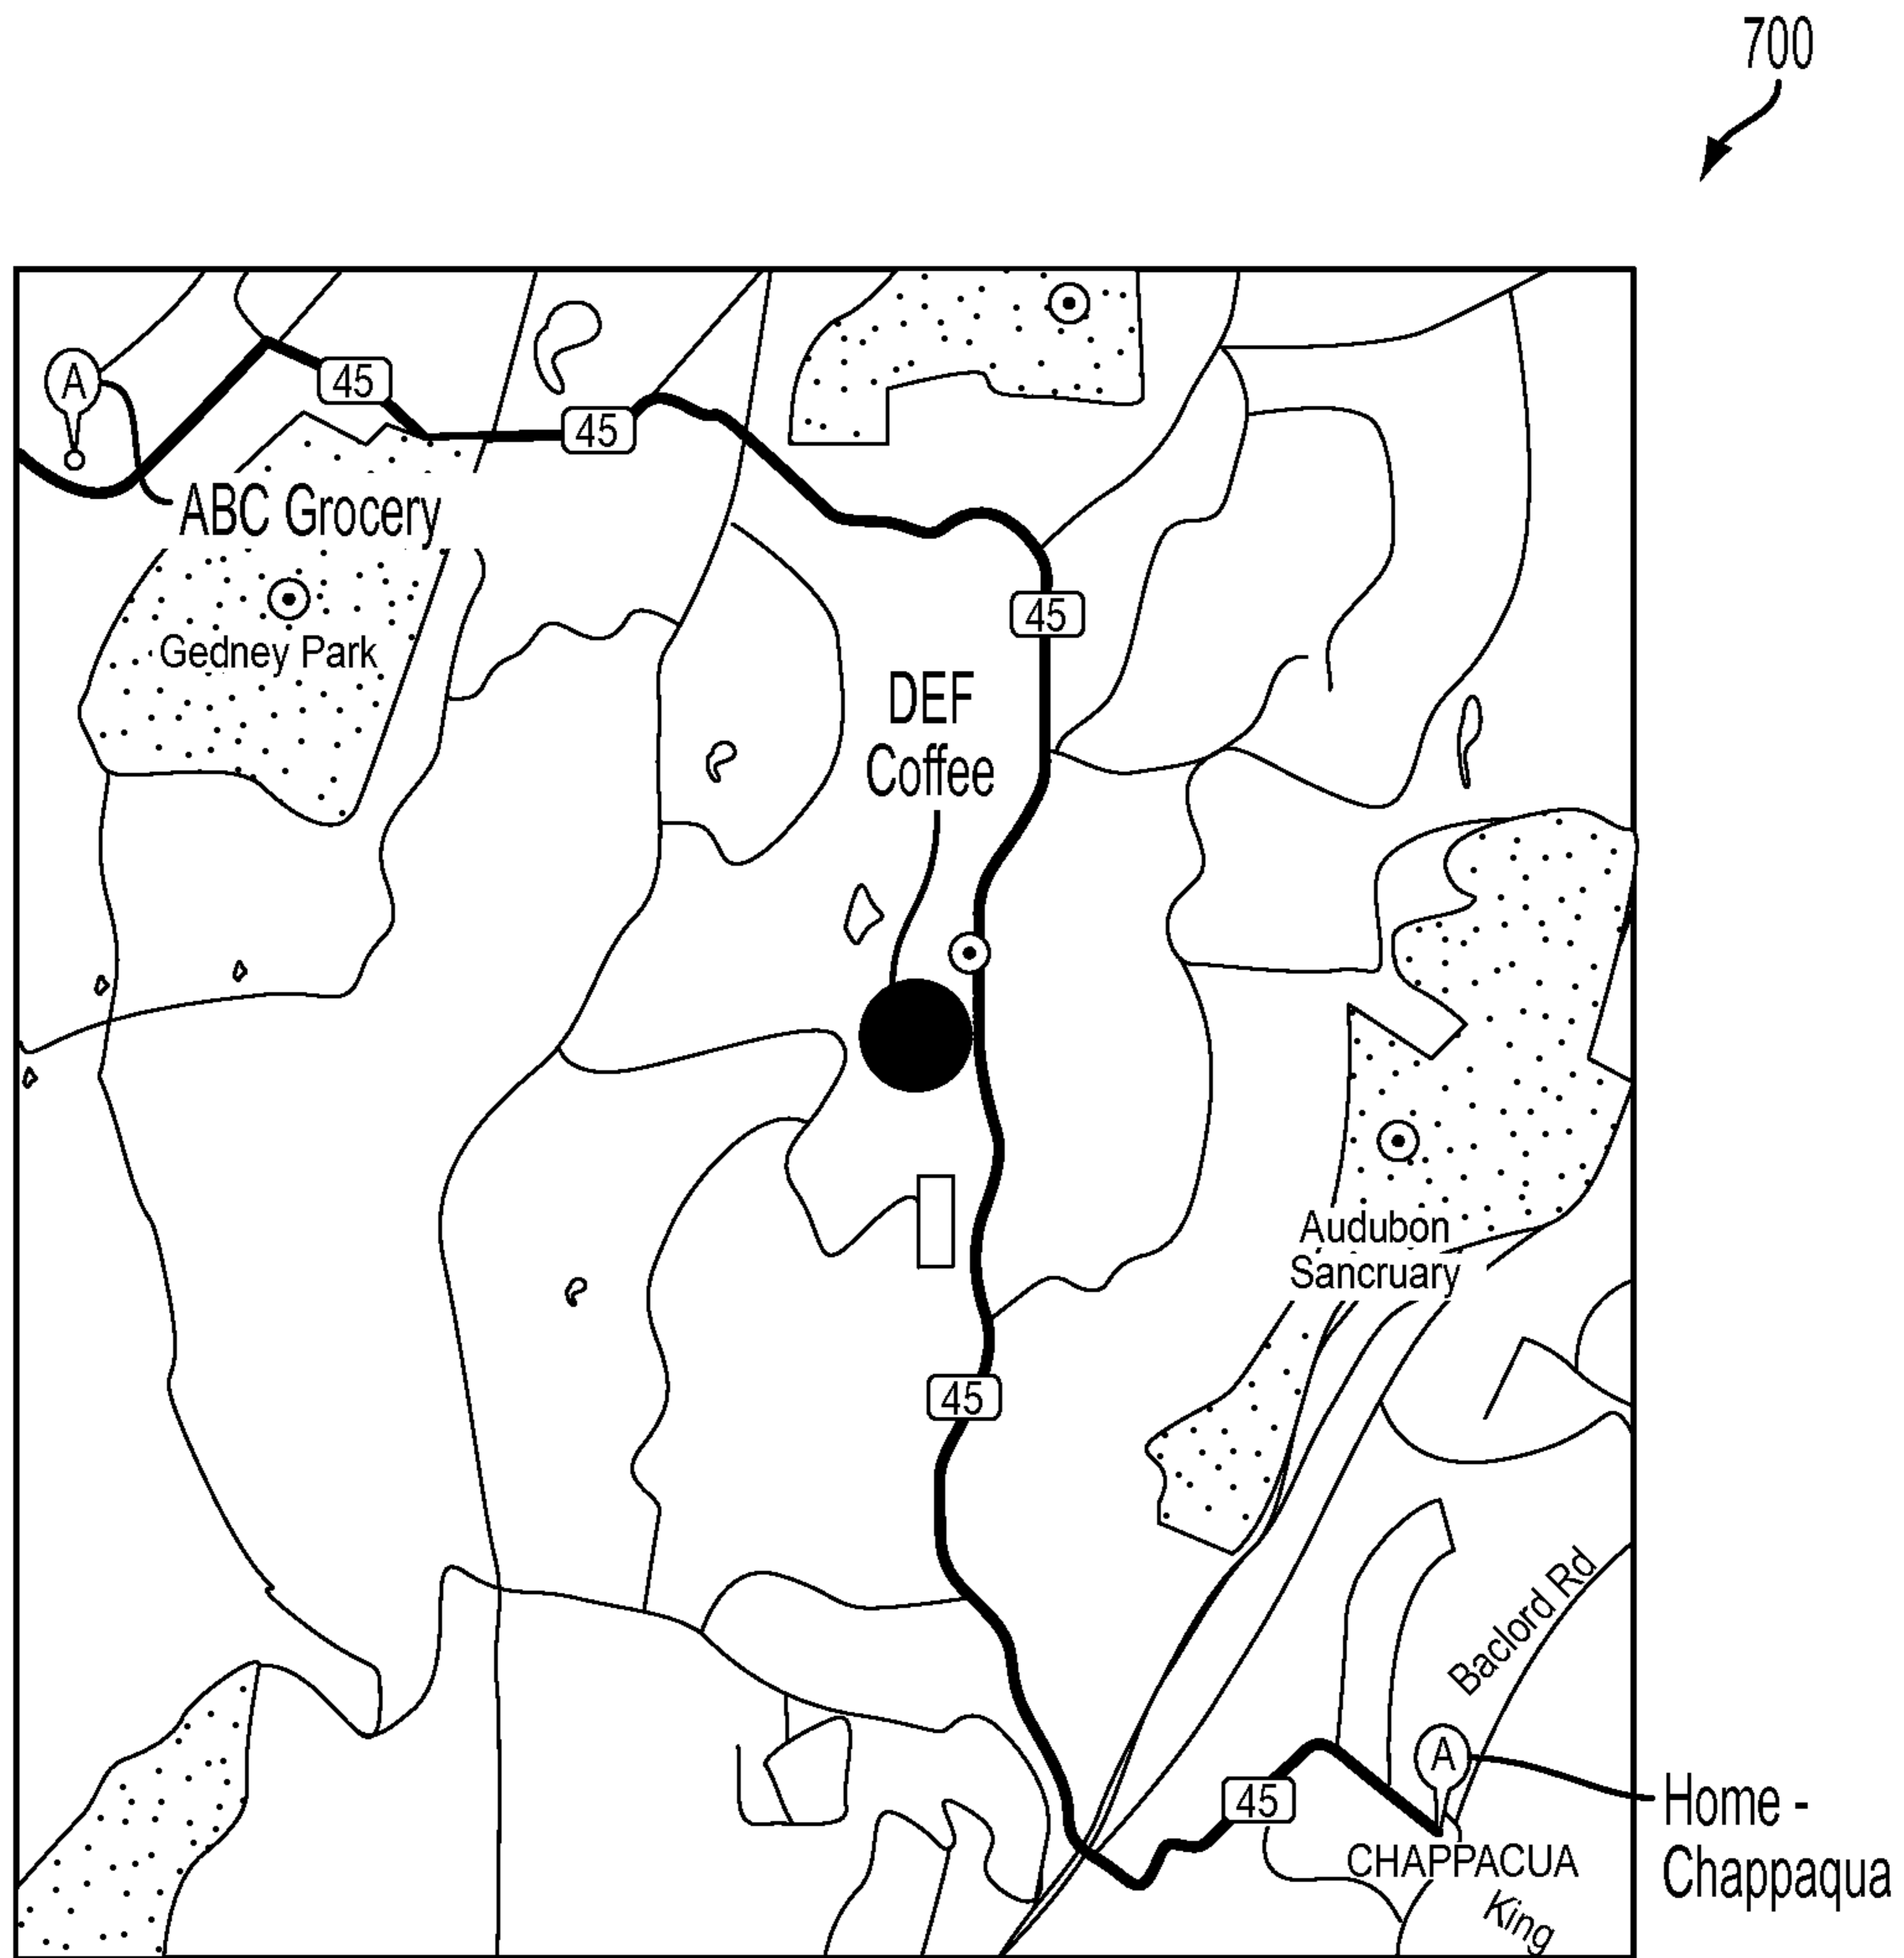 700
A
45
45
ABC Grocery
Gedney Park
45
DEF
Coffee
Audubon
Sancruary
45
Baclord Rd
A
45
Home -
Chappaqua
CHAPPACUA
King